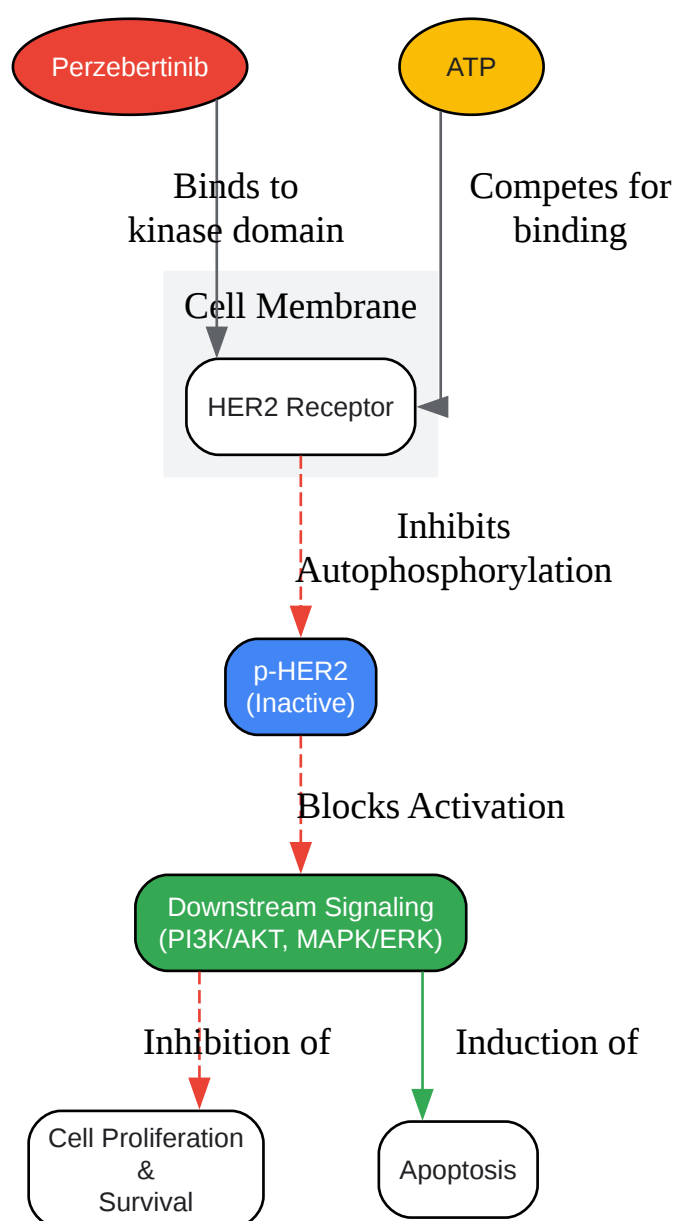 Perzebertinib
ATP
Binds to
kinase domain
Competes for
binding
Cell Membrane
HER2 Receptor
Inhibits
Autophosphorylation
p-HER2
(Inactive)
Blocks Activation
Downstream Signaling
(PI3K/AKT, MAPK/ERK)
Inhibition of
Induction of
Cell Proliferation
&
Survival
Apoptosis